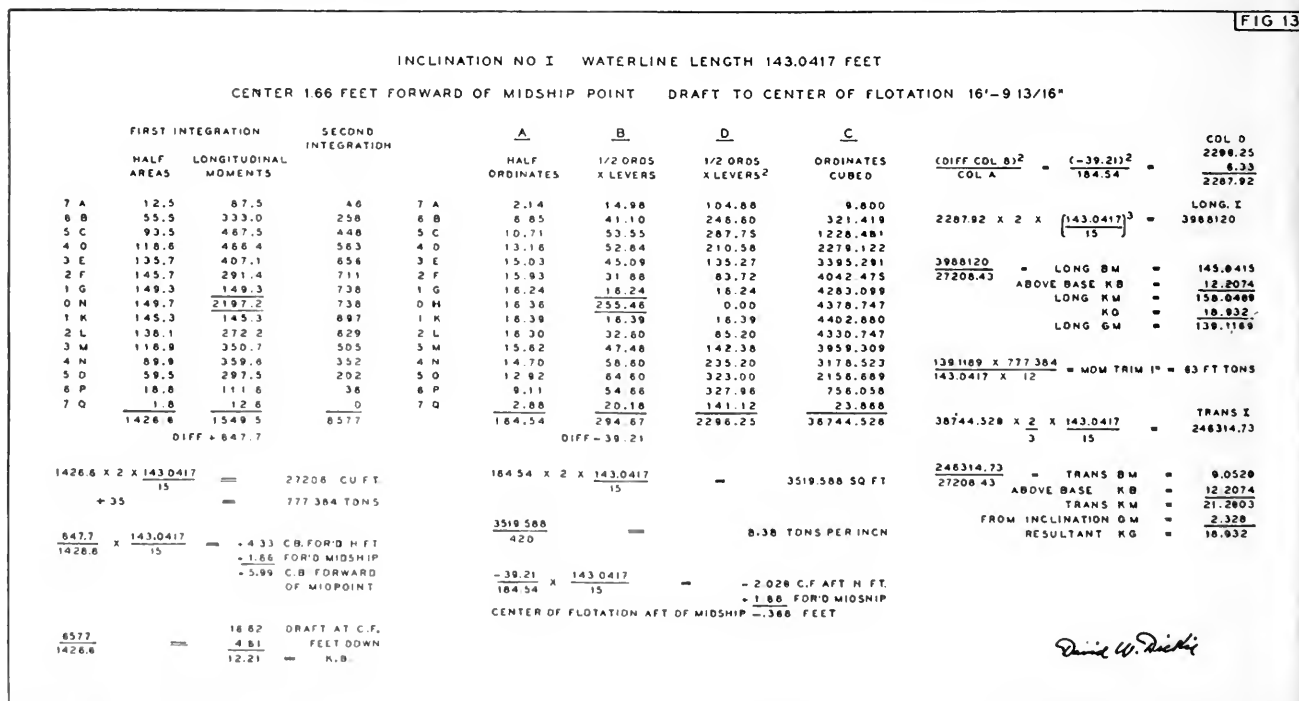 FIG 13
INCLINATION NO I WATERLINE LENGTH 143.0417 FEET
CENTER 1.66 FEET FORWARD OF MIDSHIP POINT DRAFT TO CENTER OF FLOTATION 16'-9 13/16"
FIRST INTEGRATION SECOND INTEGRATION
HALF AREAS LONGITUDINAL MOMENTS
7 A 12.5 87.5 46
6 B 55.5 333.0 258
5 C 93.5 467.5 448
4 D 118.6 466.4 563
3 E 135.7 407.1 656
2 F 145.7 291.4 711
1 G 149.3 149.3 738
0 N 149.7 2197.2 738
1 K 145.3 145.3 697
2 L 136.1 272.2 629
3 M 116.9 350.7 505
4 N 89.9 359.6 352
5 O 59.5 297.5 202
6 P 18.6 111.6 36
7 Q 1.8 12.6 0
1426.6 1549.5 6577
DIFF + 647.7
A B D C
HALF ORDINATES 1/2 ORDS X LEVERS 1/2 ORDS X LEVERS² ORDINATES CUBED
7 A 2.14 14.98 104.86 9.800
6 B 6.85 41.10 246.60 321.419
5 C 10.71 53.55 267.75 1228.481
4 D 13.16 52.64 210.56 2279.122
3 E 15.03 45.09 135.27 3395.291
2 F 15.93 31.86 63.72 4042.475
1 G 16.24 16.24 16.24 4283.099
0 H 16.36 255.46 0.00 4378.747
1 K 16.39 16.39 16.39 4402.880
2 L 16.30 32.60 65.20 4330.747
3 M 15.82 47.46 142.38 3959.309
4 N 14.70 58.80 235.20 3176.523
5 O 12.92 64.60 323.00 2156.689
6 P 9.11 54.66 327.96 756.058
7 Q 2.88 20.16 141.12 23.888
184.54 294.67 2296.25 38744.528
DIFF - 39.21
1426.6 X 2 X 143.0417 / 15 = 27208 CU FT
÷ 35 = 777.384 TONS
647.7 / 1426.6 X 143.0417 / 15 = + 4.33 C.B. FOR'D H FT
+ 1.66 FOR'D MIDSHIP
+ 5.99 C.B FORWARD
OF MIDPOINT
6577 / 1426.6 = 16.82 DRAFT AT C.F.
4.61 FEET DOWN
12.21 = K.B.
184.54 X 2 X 143.0417 / 15 = 3519.588 SQ FT
3519.588 / 420 = 8.38 TONS PER INCH
-39.21 / 184.54 X 143.0417 / 15 = - 2.028 C.F AFT H FT.
+ 1.66 FOR'D MIDSHIP
CENTER OF FLOTATION AFT OF MIDSHIP -.368 FEET
COL D
2296.25
(DIFF COL B)² / COL A = (-39.21)² / 184.54 = 8.33
2287.92
LONG. I
2287.92 X 2 X (143.0417 / 15)³ = 3968120
3968120 / 27208.43 = LONG BM = 145.8415
ABOVE BASE KB = 12.2074
LONG KM = 158.0489
KG = 18.932
LONG GM = 139.1169
139.1169 X 777.384 / 143.0417 X 12 = MOM TRIM I" = 63 FT TONS
TRANS I
38744.528 X 2 / 3 X 143.0417 / 15 = 246314.73
246314.73 / 27208.43 = TRANS BM = 9.0529
ABOVE BASE KB = 12.2074
TRANS KM = 21.2603
FROM INCLINATION GM = 2.328
RESULTANT KG = 18.932
David W. Dickie